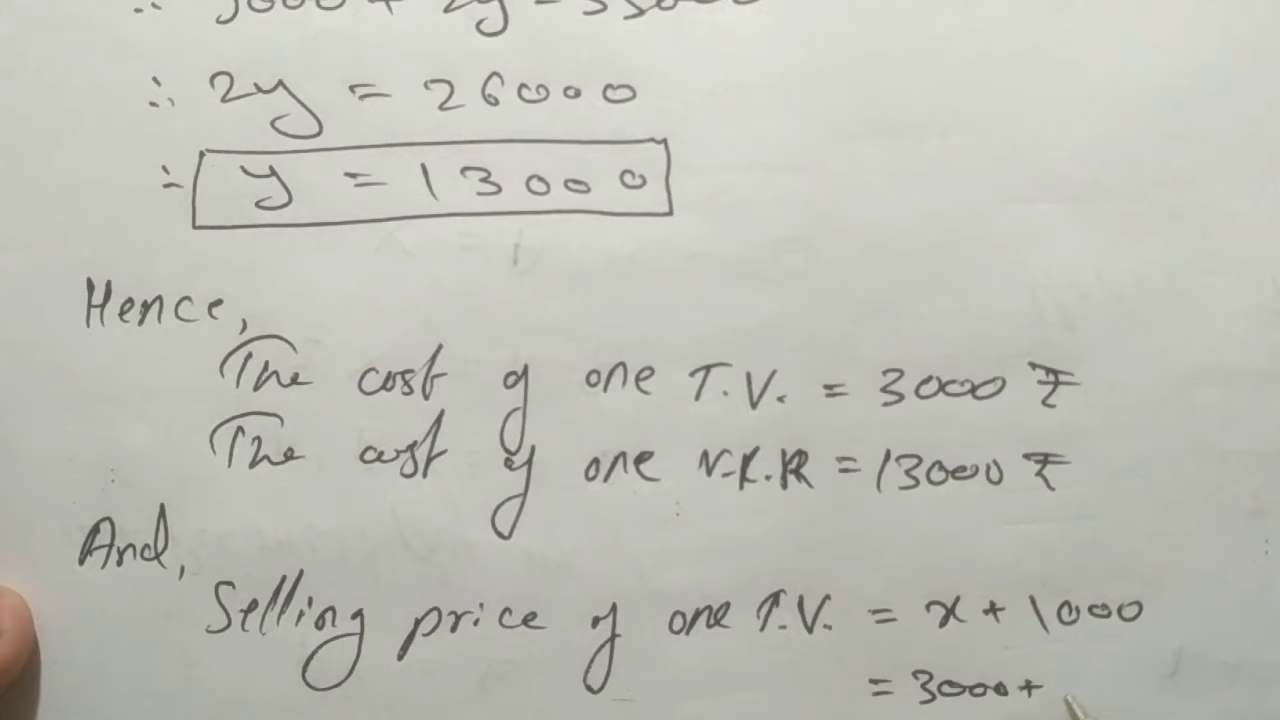 ∴ 2y = 26000
∴ y = 13000
Hence,
The cost of one T.V. = 3000 ₹
The cost of one V.C.R = 13000 ₹
And,
Selling price of one T.V. = x + 1000
= 3000 +